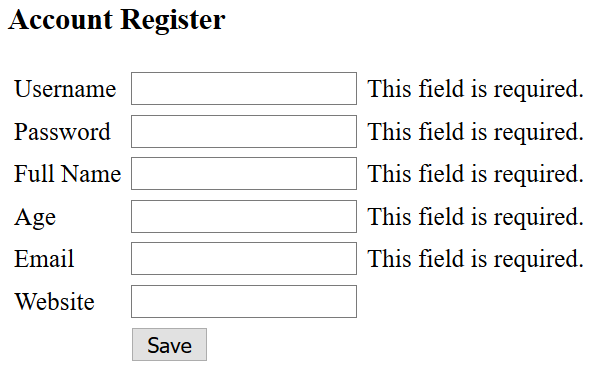 Account Register
Username This field is required.
Password This field is required.
Full Name This field is required.
Age This field is required.
Email This field is required.
Website
Save